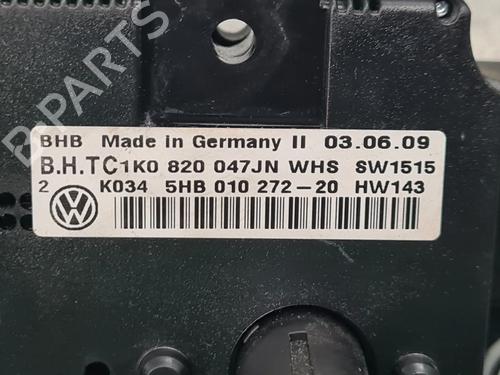 BHB Made in Germany II 03.06.09
B.H.TC1K0 820 047JN WHS SW1515
2 K034 5HB 010 272-20 HW143
B-PARTS